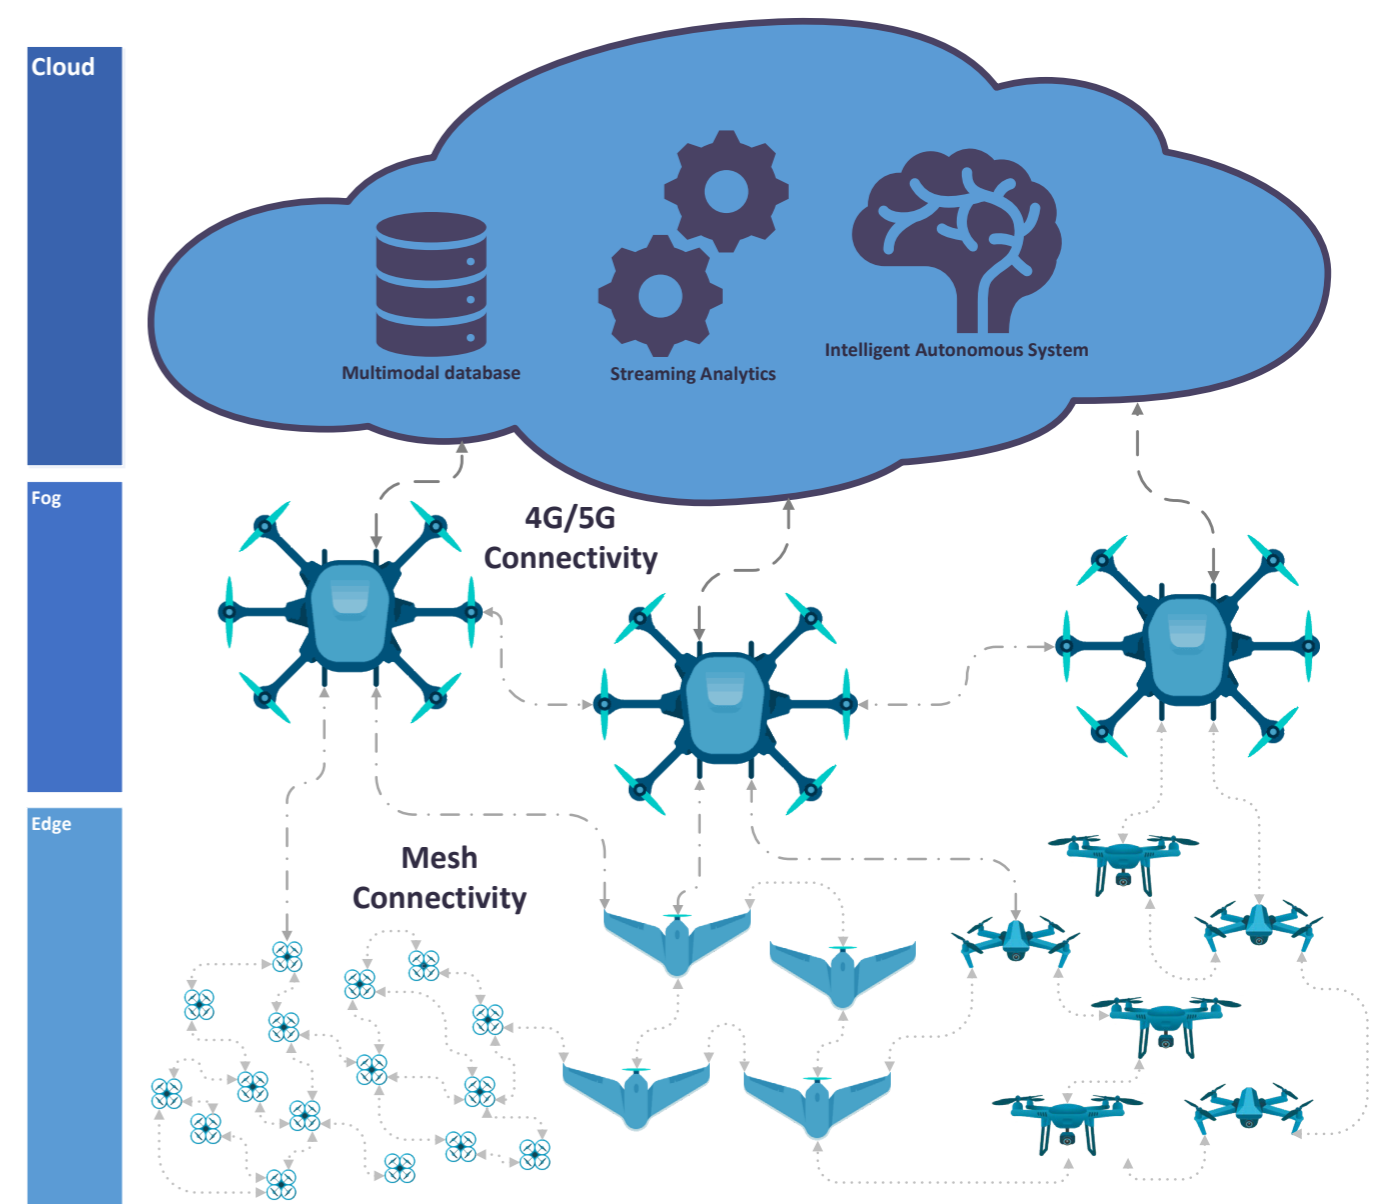 Cloud
Multimodal database
Streaming Analytics
Intelligent Autonomous System
Fog
4G/5G
Connectivity
Edge
Mesh
Connectivity